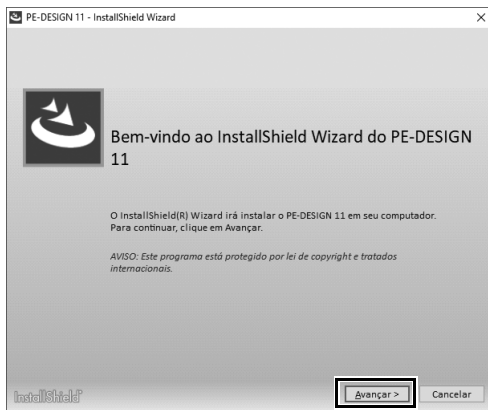 PE-DESIGN 11 - InstallShield Wizard
Bem-vindo ao InstallShield Wizard do PE-DESIGN
11
O InstallShield(R) Wizard irá instalar o PE-DESIGN 11 em seu computador.
Para continuar, clique em Avançar.
AVISO: Este programa está protegido por lei de copyright e tratados
internacionais.
InstallShield
Avançar > Cancelar